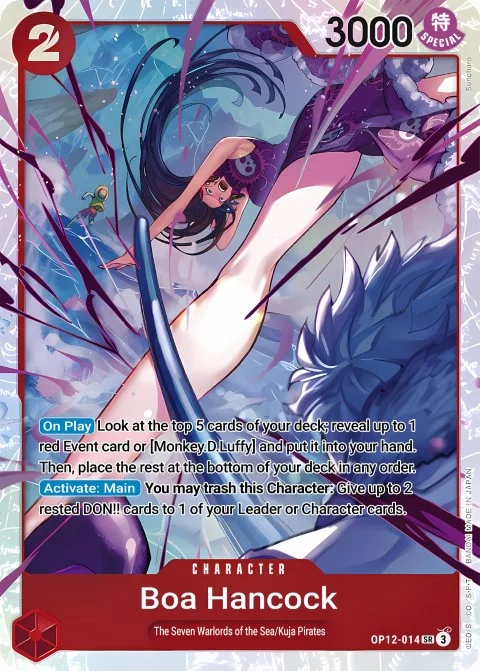 2
3000
特
SPECIAL
Sunohara
On Play Look at the top 5 cards of your deck; reveal up to 1
red Event card or [Monkey.D.Luffy] and put it into your hand.
Then, place the rest at the bottom of your deck in any order.
Activate: Main You may trash this Character: Give up to 2
rested DON!! cards to 1 of your Leader or Character cards.
CHARACTER
Boa Hancock
The Seven Warlords of the Sea/Kuja Pirates
OP12-014 SR 3
BANDAI MADE IN JAPAN